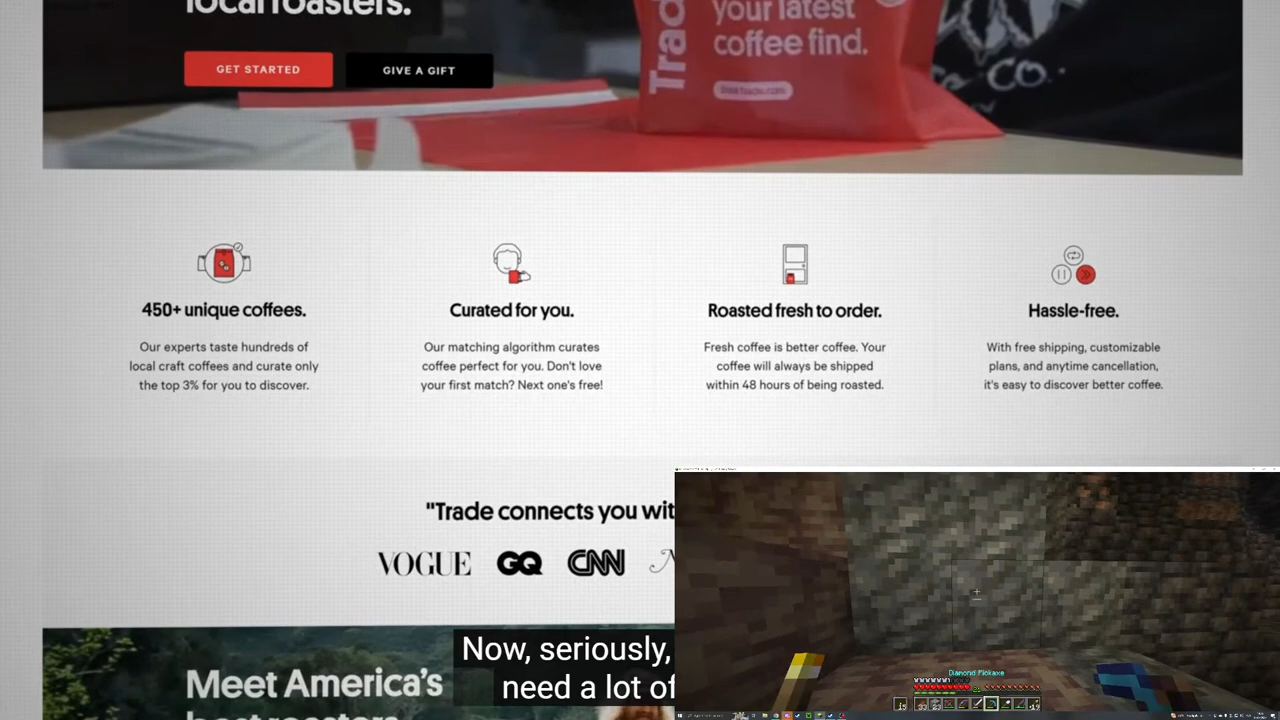 local roasters.
GET STARTED
GIVE A GIFT
Trad
your latest
coffee find.
Co.
450+ unique coffees.
Our experts taste hundreds of
local craft coffees and curate only
the top 3% for you to discover.
Curated for you.
Our matching algorithm curates
coffee perfect for you. Don't love
your first match? Next one's free!
Roasted fresh to order.
Fresh coffee is better coffee. Your
coffee will always be shipped
within 48 hours of being roasted.
Hassle-free.
With free shipping, customizable
plans, and anytime cancellation,
it's easy to discover better coffee.
"Trade connects you wit
VOGUE GQ CNN
Meet America's
best roasters
Now, seriously,
need a lot of
Diamond Pickaxe